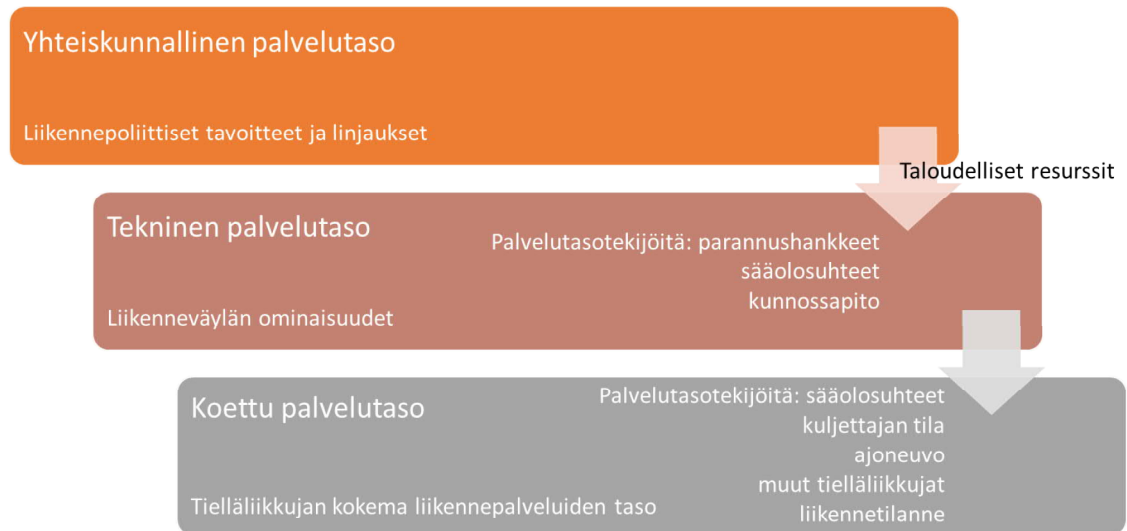 Yhteiskunnallinen palvelutaso
Liikennepoliittiset tavoitteet ja linjaukset
Taloudelliset resurssit
Tekninen palvelutaso
Palvelutasotekijöitä: parannushankkeet
sääolosuhteet
kunnossapito
Liikenneväylän ominaisuudet
Koettu palvelutaso
Palvelutasotekijöitä: sääolosuhteet
kuljettajan tila
ajoneuvo
muut tielläliikkujat
liikennetilanne
Tielläliikkujan kokema liikennepalveluiden taso